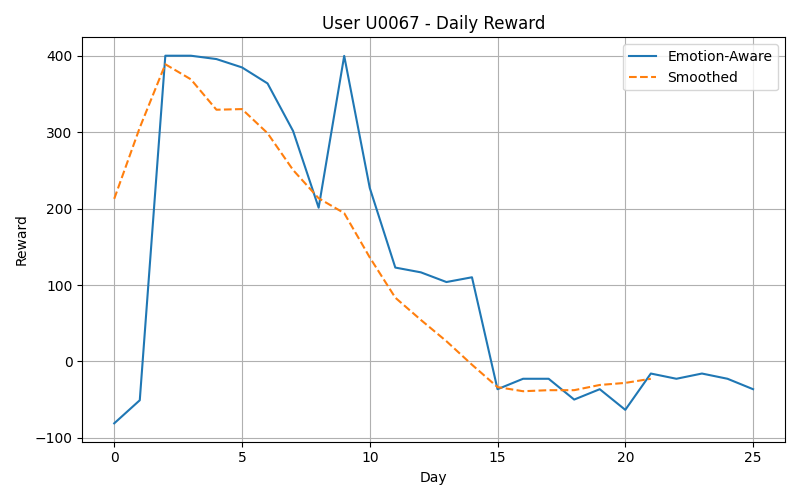 User U0067 - Daily Reward
Emotion-Aware
Smoothed
Reward
400
300
200
100
0
−100
0 5 10 15 20 25
Day